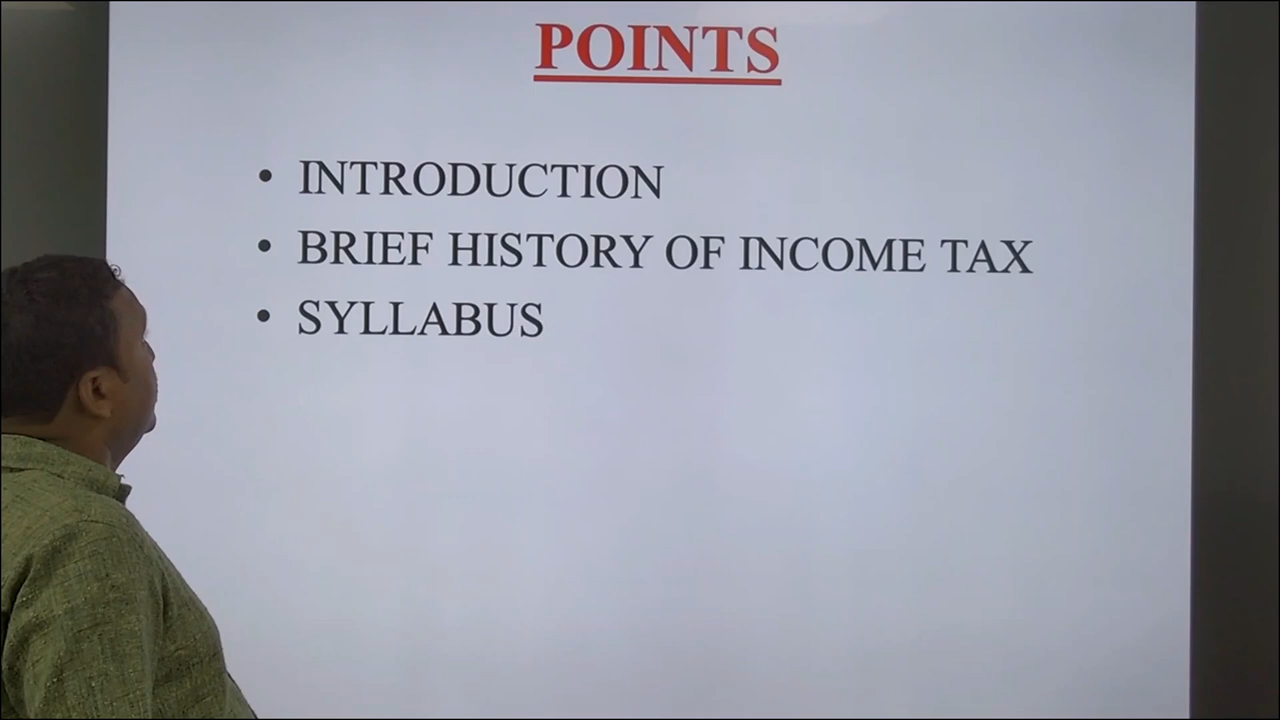 POINTS
• INTRODUCTION
• BRIEF HISTORY OF INCOME TAX
• SYLLABUS